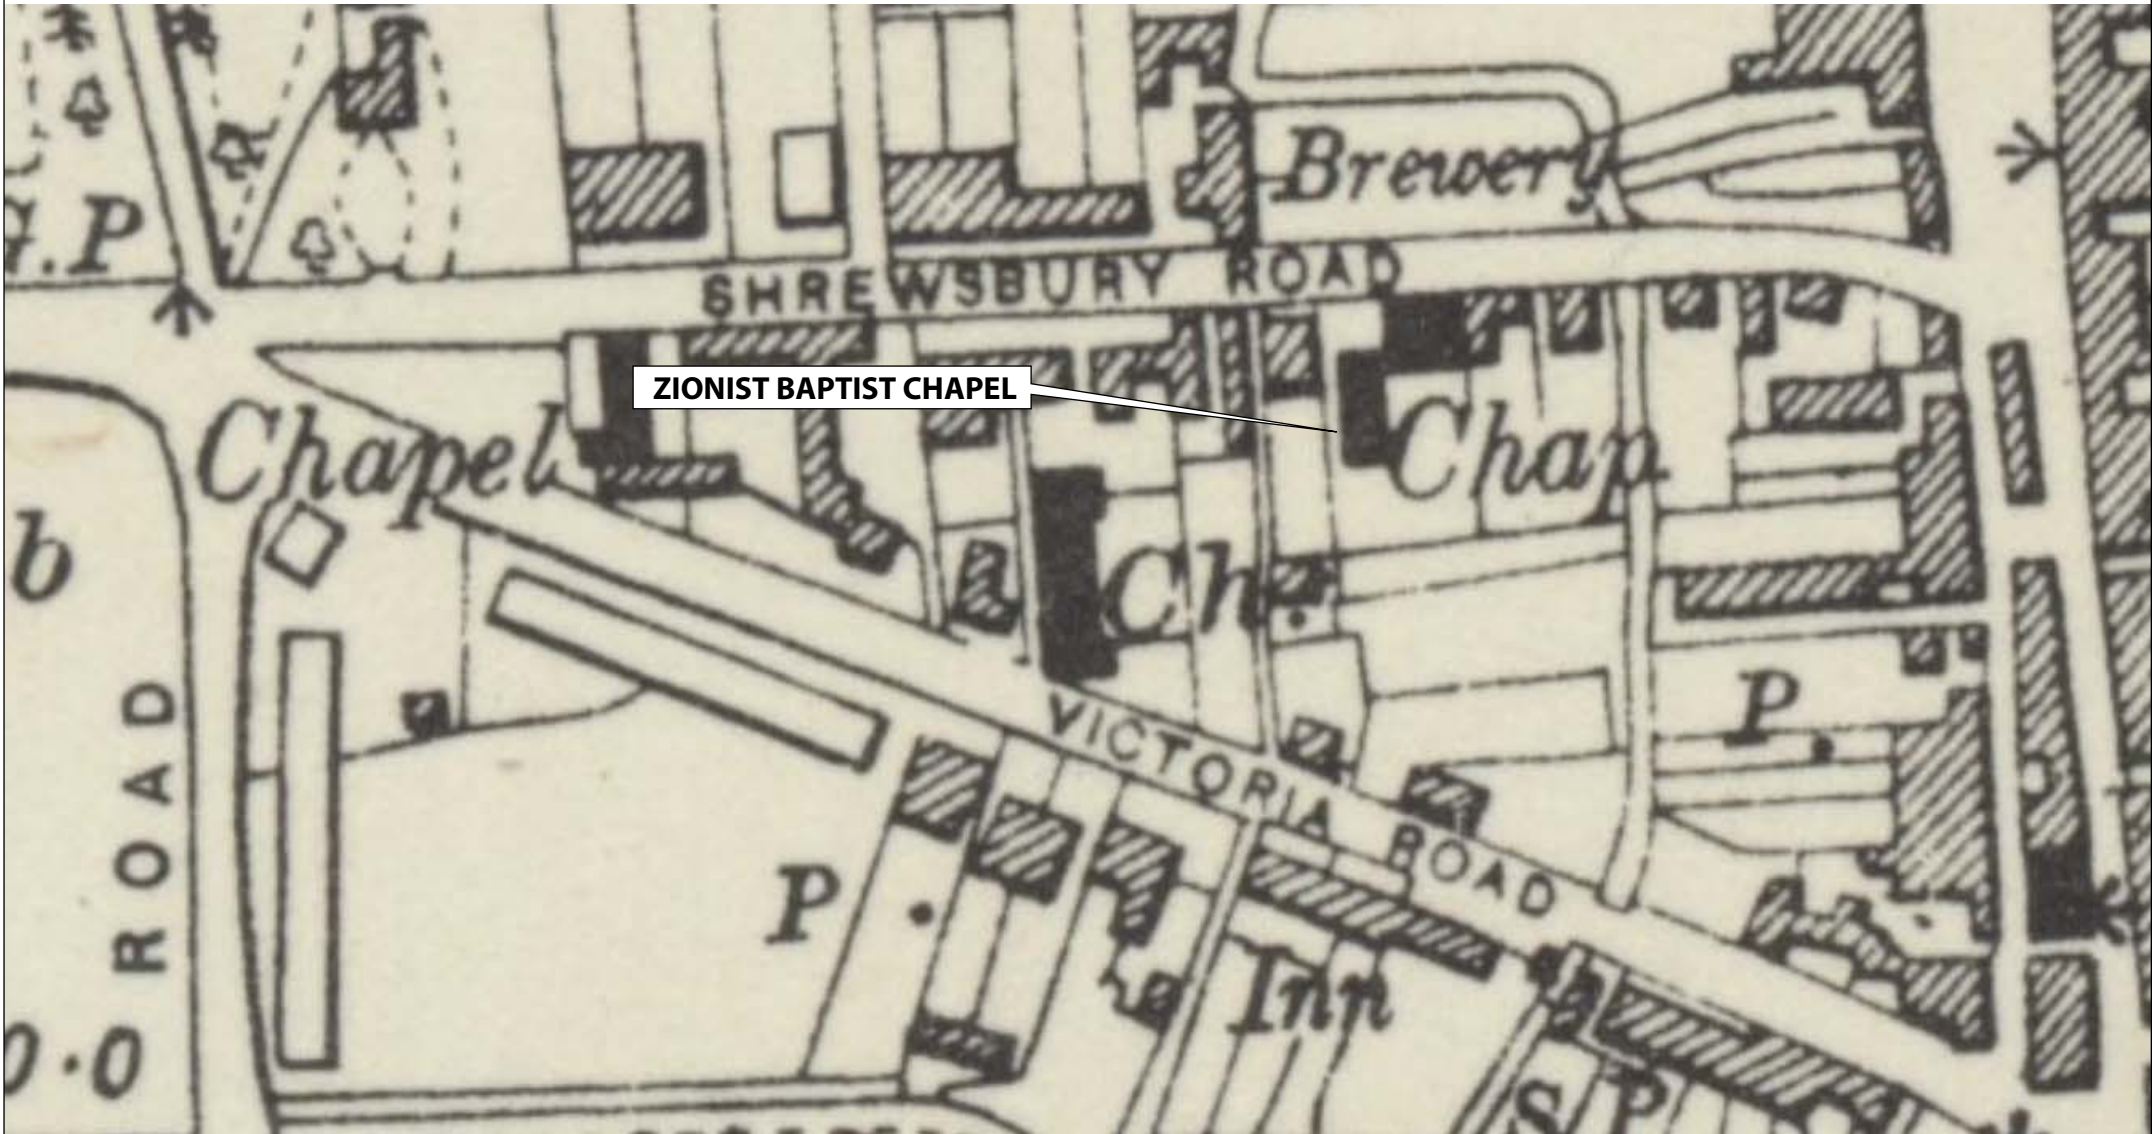 G.P
Brewery
SHREWSBURY ROAD
ZIONIST BAPTIST CHAPEL
Chapel
Chap.
b
Ch.
ROAD
P
VICTORIA ROAD
P
Inn
0·0
S.P